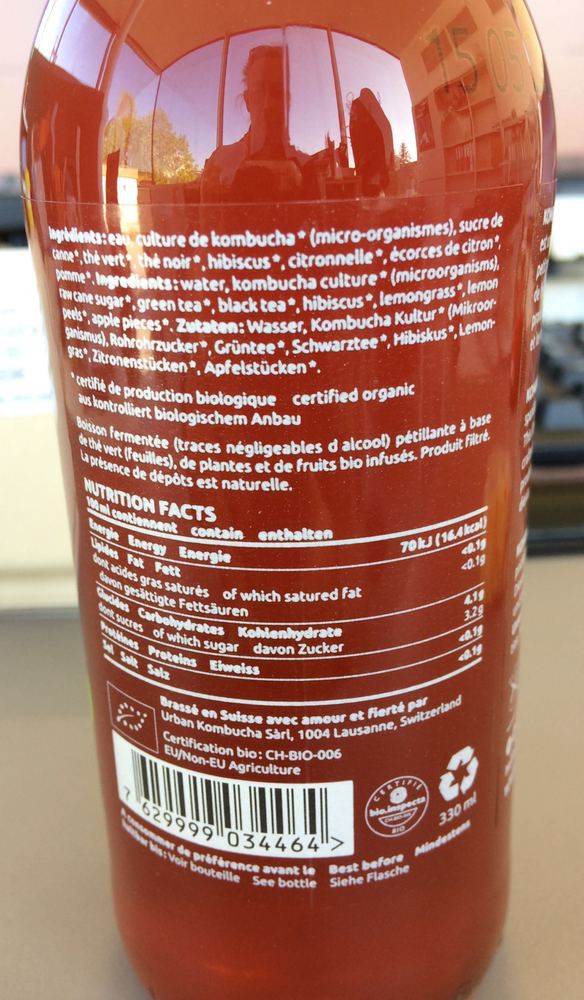 15 05
Ingrédients: eau, culture de kombucha* (micro-organismes), sucre de
canne*, thé vert*, thé noir*, hibiscus*, citronnelle*, écorces de citron*,
pomme*. Ingredients: water, kombucha culture* (microorganisms),
raw cane sugar*, green tea*, black tea*, hibiscus*, lemongrass*, lemon
peels*, apple pieces*. Zutaten: Wasser, Kombucha Kultur* (Mikroor-
ganismus), Rohrohrzucker*, Grüntee*, Schwarztee*, Hibiskus*, Lemon-
gras*, Zitronenstücken*, Apfelstücken*.
*certifié de production biologique certified organic
aus kontrolliert biologischem Anbau
Boisson fermentée (traces négligeables d alcool) pétillante à base
de thé vert (feuilles), de plantes et de fruits bio infusés. Produit filtré.
La présence de dépôts est naturelle.
NUTRITION FACTS
100 ml contiennent contain enthalten
Energie Energy Energie 70kJ (16.4kcal)
Lipides Fat Fett <0.1g
dont acides gras saturés of which satured fat <0.1g
davon gesättigte Fettsäuren
Glucides Carbohydrates Kohlenhydrate 4.1g
dont sucres of which sugar davon Zucker 3.2g
Protéines Proteins Eiweiss <0.1g
Sel Salt Salz <0.1g
Brassé en Suisse avec amour et fierté par
Urban Kombucha Sàrl, 1004 Lausanne, Switzerland
Certification bio: CH-BIO-006
EU/Non-EU Agriculture
7 629999 034464 >
CERTIFIÉ
bio.inspecta
BIO
330 ml
A consommer de préférence avant le Best before Mindestens
haltbar bis: Voir bouteille See bottle Siehe Flasche